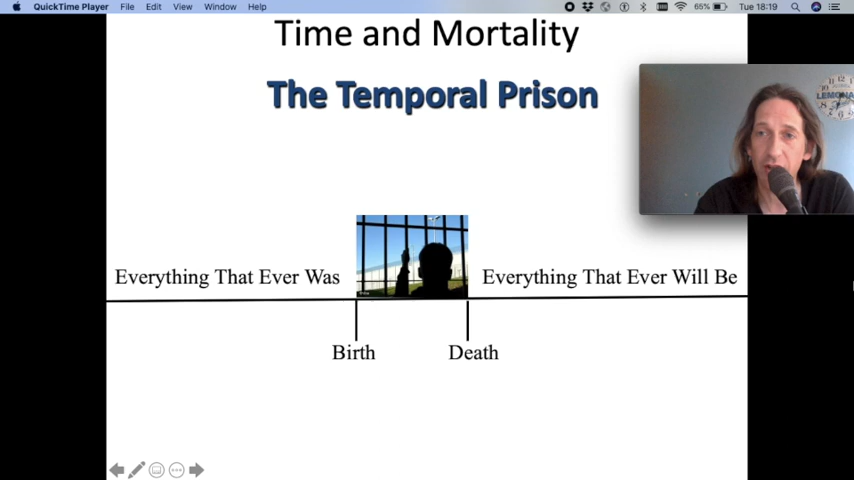 QuickTime Player File Edit View Window Help 65% Tue 18:19
Time and Mortality
The Temporal Prison
LEMONA
Everything That Ever Was
Everything That Ever Will Be
Birth
Death